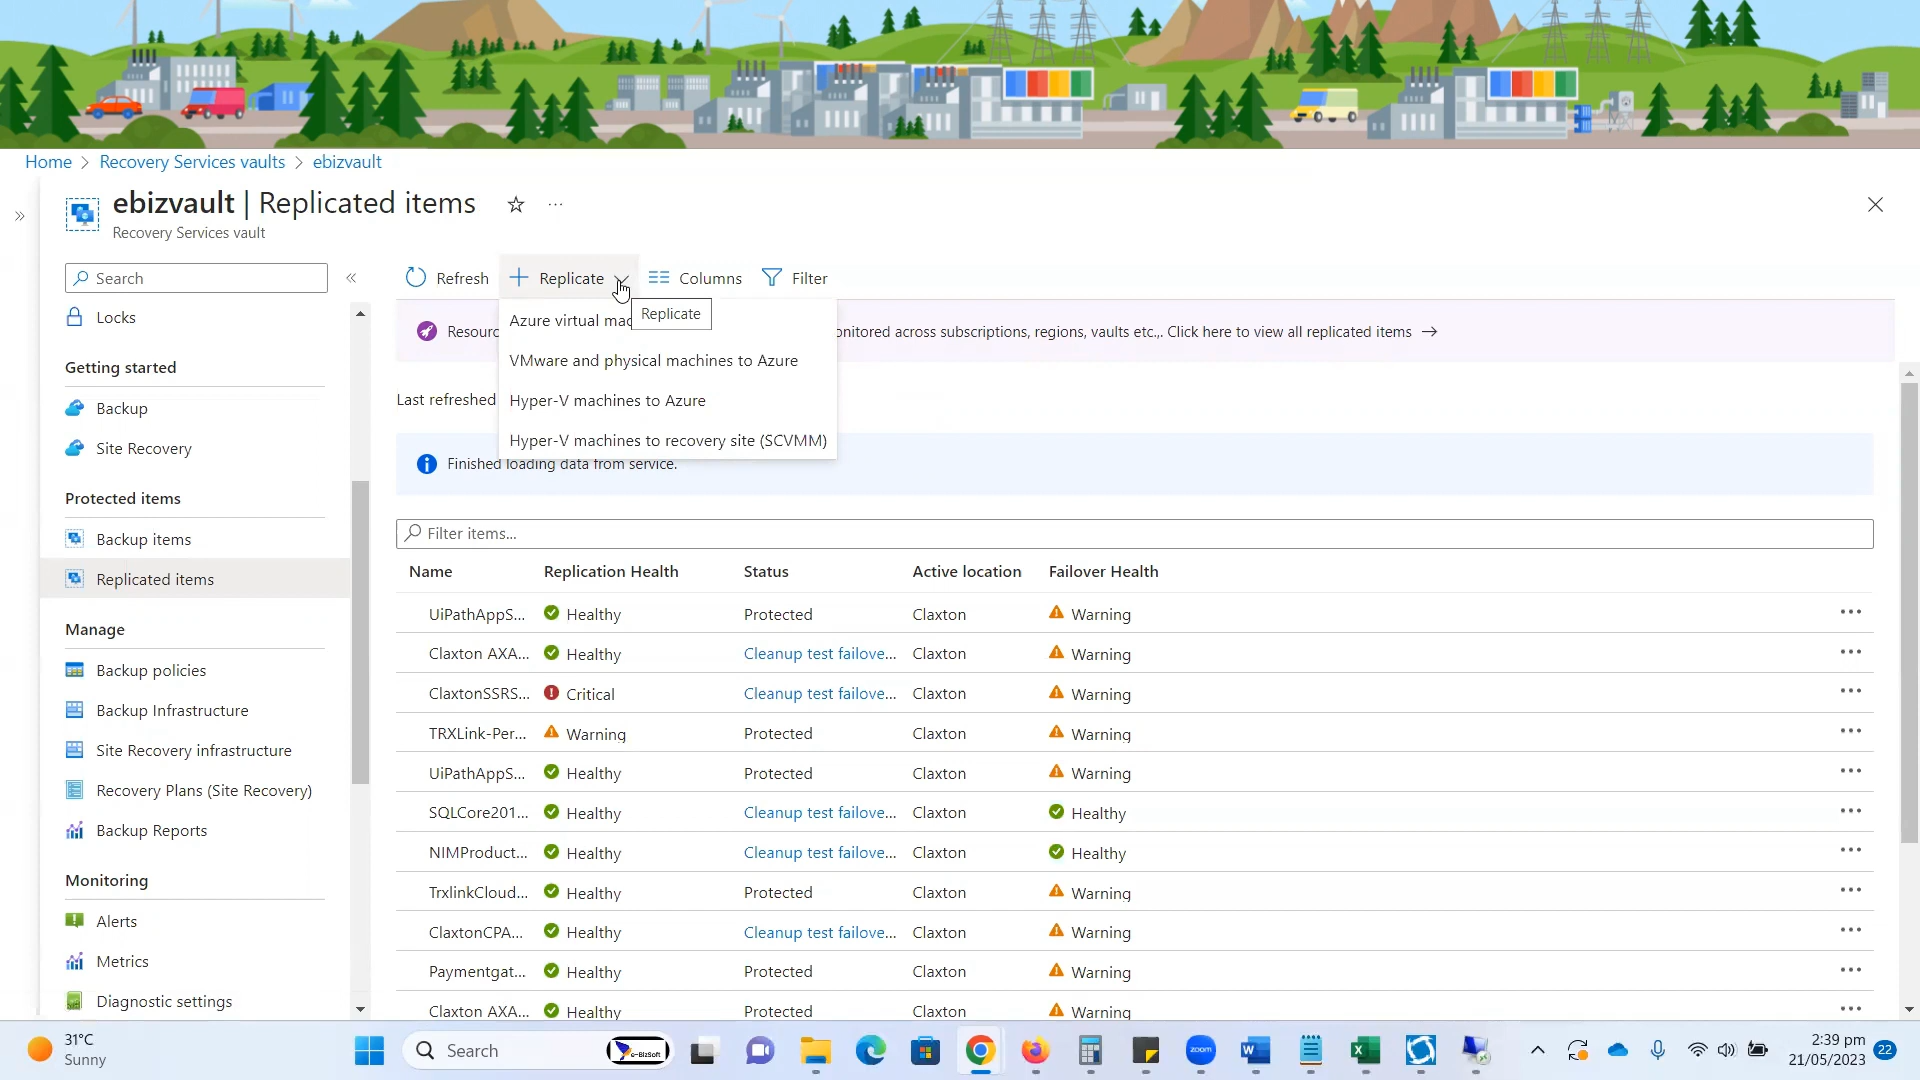 Home > Recovery Services vaults > ebizvault
ebizvault | Replicated items
Recovery Services vault
Search
Locks
Getting started
Backup
Site Recovery
Protected items
Backup items
Replicated items
Manage
Backup policies
Backup Infrastructure
Site Recovery infrastructure
Recovery Plans (Site Recovery)
Backup Reports
Monitoring
Alerts
Metrics
Diagnostic settings
Refresh
Replicate
Columns
Filter
Azure virtual
Replicate
VMware and physical machines to Azure
Hyper-V machines to Azure
Hyper-V machines to recovery site (SCVMM)
across subscriptions, regions, vaults etc.,. Click here to view all replicated items →
Last refreshed
Finished loading data from service.
Filter items...
Name Replication Health Status Active location Failover Health
UiPathAppS... Healthy Protected Claxton Warning
Claxton AXA... Healthy Cleanup test failove... Claxton Warning
ClaxtonSSRS... Critical Cleanup test failove... Claxton Warning
TRXLink-Per... Warning Protected Claxton Warning
UiPathAppS... Healthy Protected Claxton Warning
SQLCore201... Healthy Cleanup test failove... Claxton Healthy
NIMProduct... Healthy Cleanup test failove... Claxton Healthy
TrxlinkCloud... Healthy Protected Claxton Warning
ClaxtonCPA... Healthy Cleanup test failove... Claxton Warning
Paymentgat... Healthy Protected Claxton Warning
Claxton AXA... Healthy Protected Claxton Warning
31°C
Sunny
Search
e-BizSoft
zoom
2:39 pm
21/05/2023
22